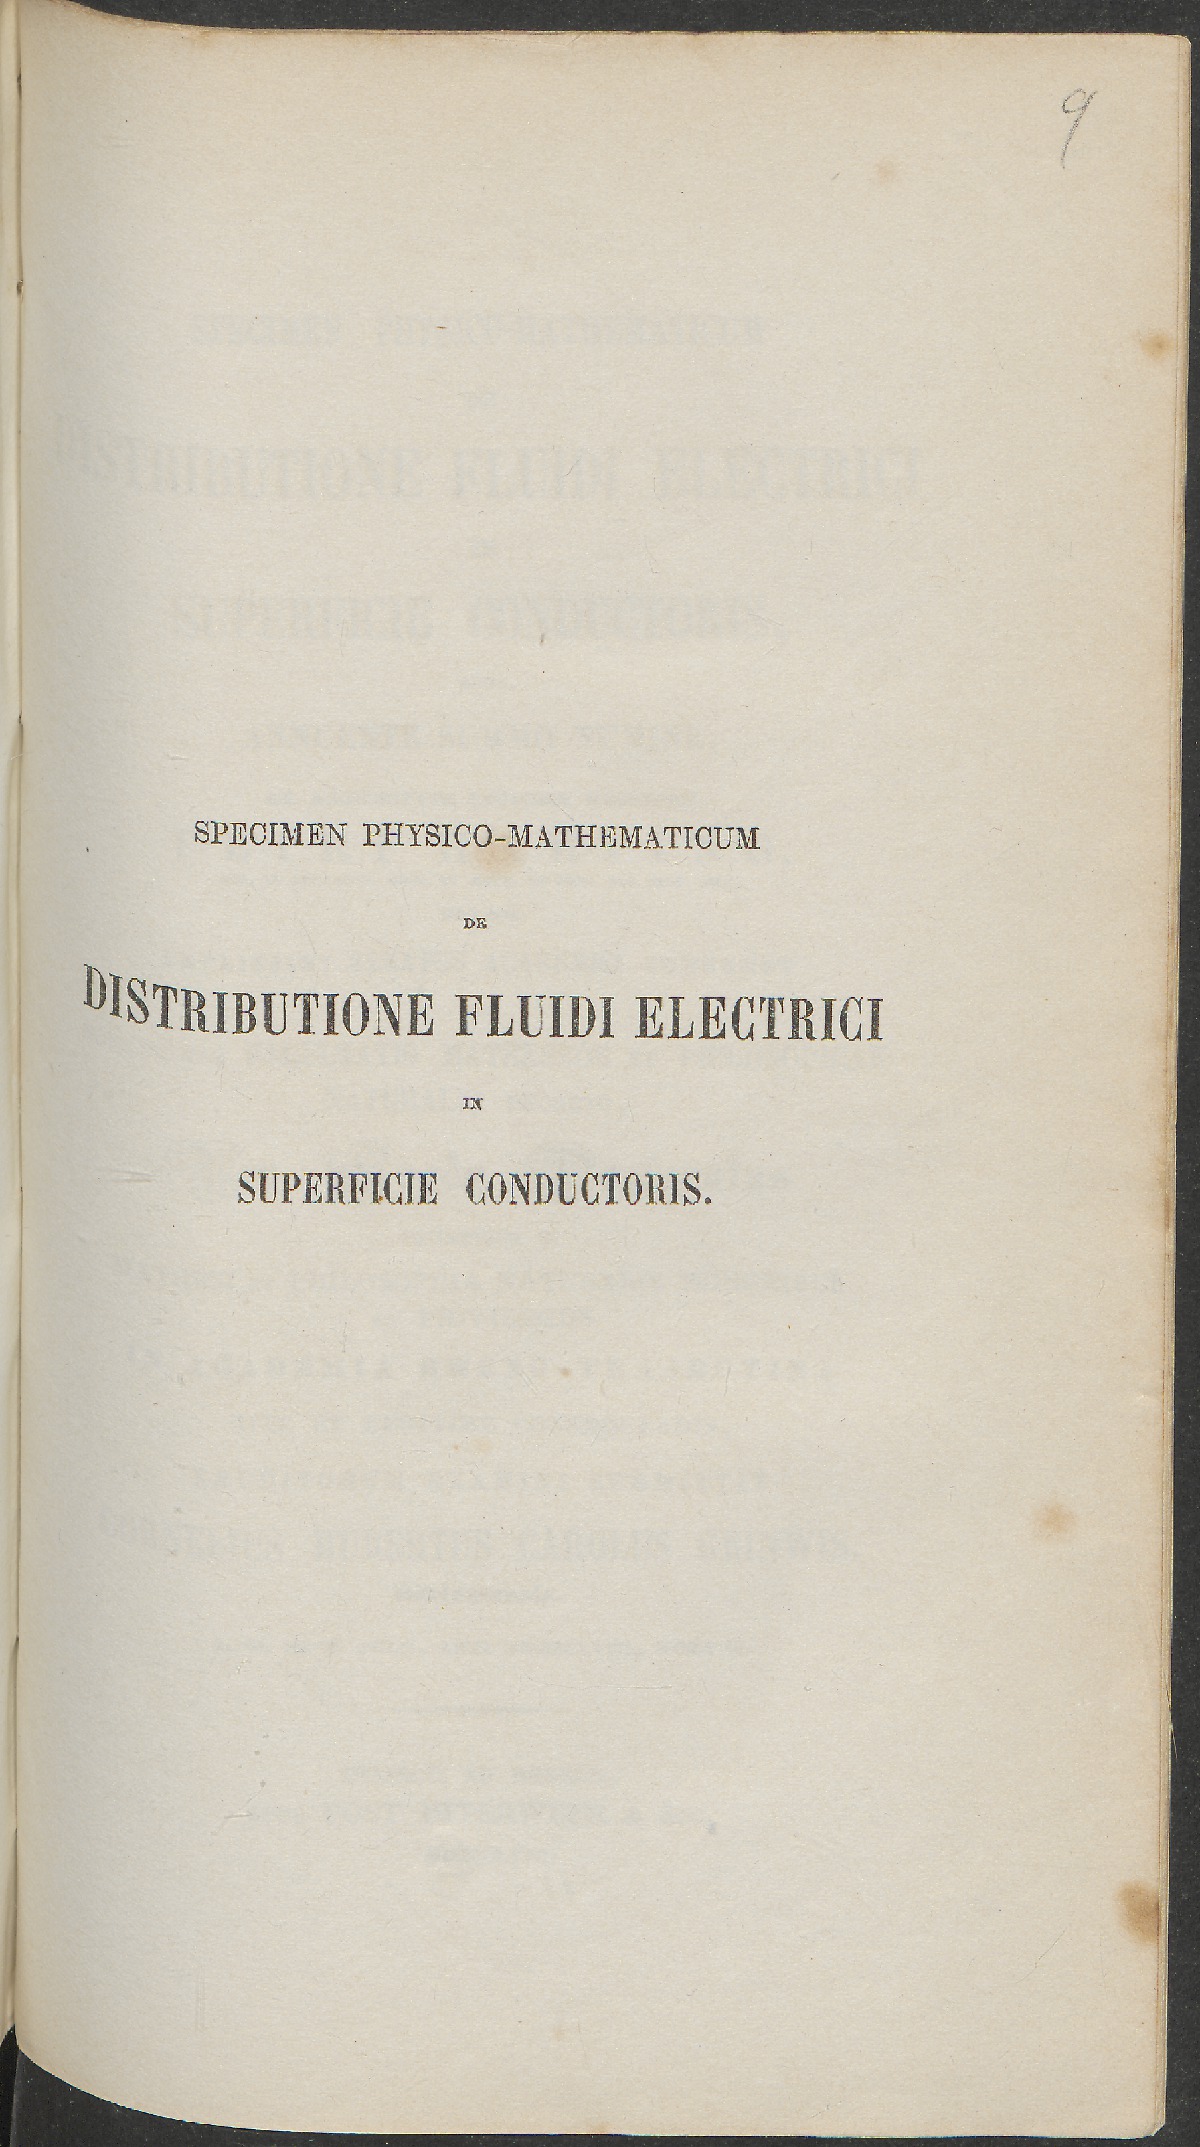 9
SPECIMEN PHYSICO-MATHEMATICUM
DE
DISTRIBUTIONE FLUIDI ELECTRICI
IN
SUPERFICIE CONDUCTORIS.